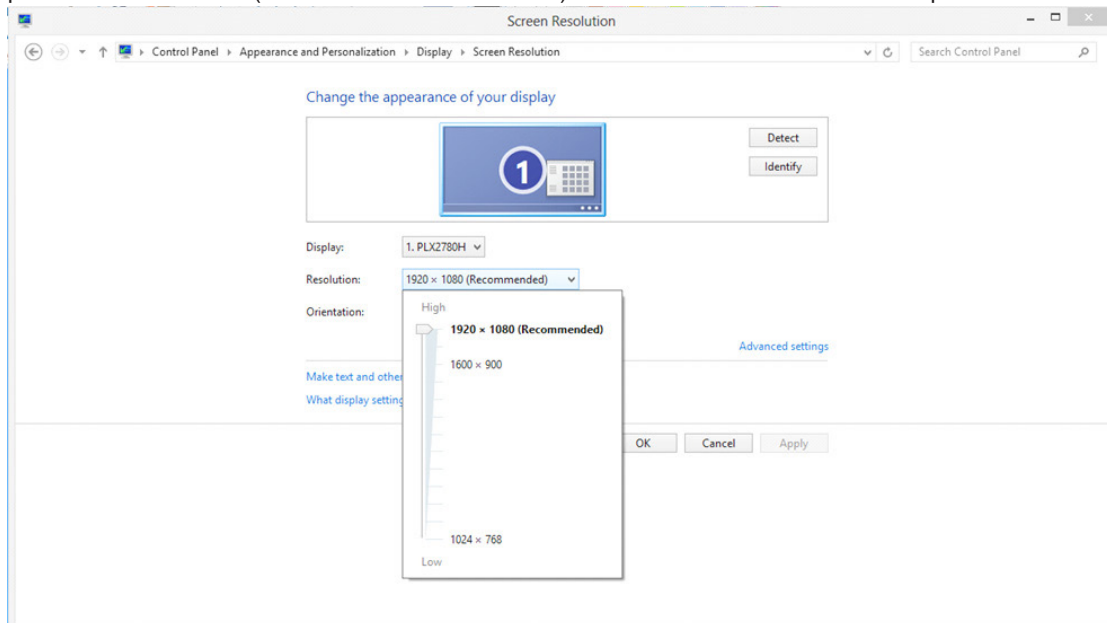 Screen Resolution
Control Panel Appearance and Personalization Display Screen Resolution
Search Control Panel
Change the appearance of your display
1
Detect
Identify
Display: 1. PLX2780H
Resolution: 1920 × 1080 (Recommended)
Orientation:
High
1920 × 1080 (Recommended)
1600 × 900
1024 × 768
Low
Advanced settings
Make text and other
What display setting
OK Cancel Apply